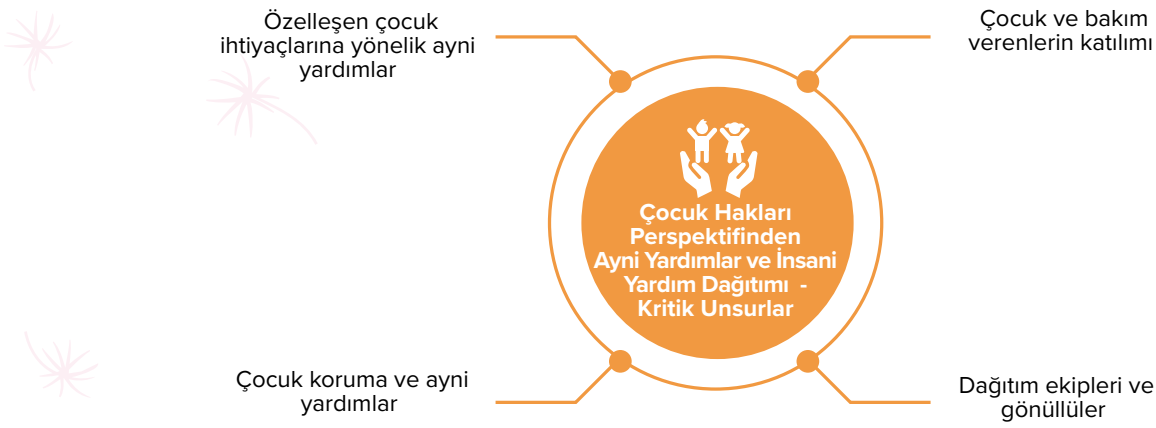 Özelleşen çocuk
ihtiyaçlarına yönelik ayni
yardımlar
Çocuk ve bakım
verenlerin katılımı
Çocuk Hakları
Perspektifinden
Ayni Yardımlar ve İnsani
Yardım Dağıtımı -
Kritik Unsurlar
Çocuk koruma ve ayni
yardımlar
Dağıtım ekipleri ve
gönüllüler